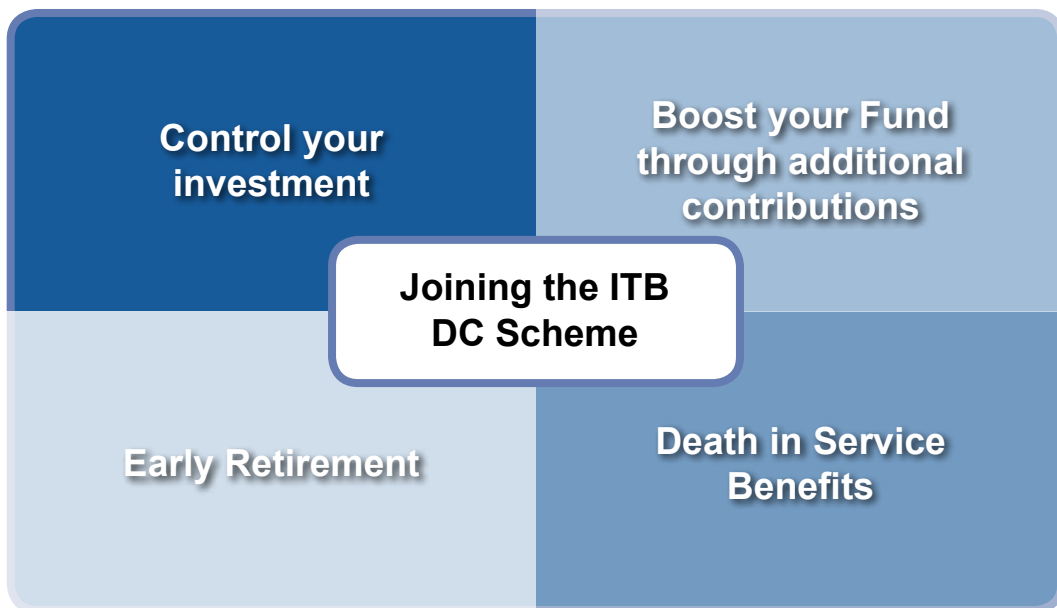 Control your
investment
Boost your Fund
through additional
contributions
Joining the ITB
DC Scheme
Early Retirement
Death in Service
Benefits